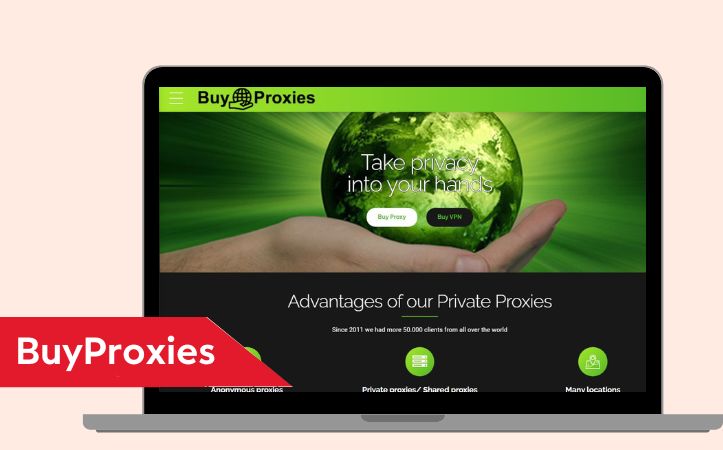 Buy Proxies
Take privacy
into your hands
Buy Proxy
Buy VPN
Advantages of our Private Proxies
Since 2011 we had more 50.000 clients from all over the world
BuyProxies
Anonymous proxies
Private proxies/ Shared proxies
Many locations